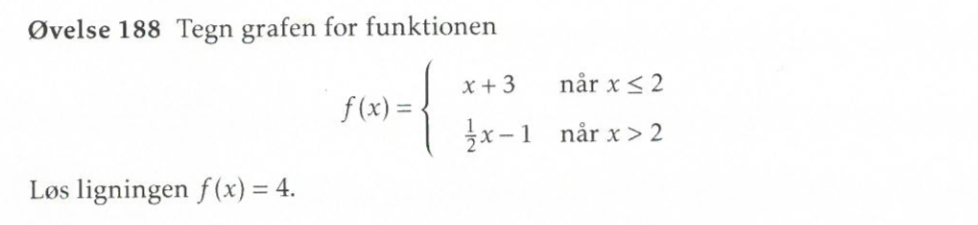 Øvelse 188 Tegn grafen for funktionen
f(x) = { x + 3 når x ≤ 2
½x − 1 når x > 2
Løs ligningen f(x) = 4.